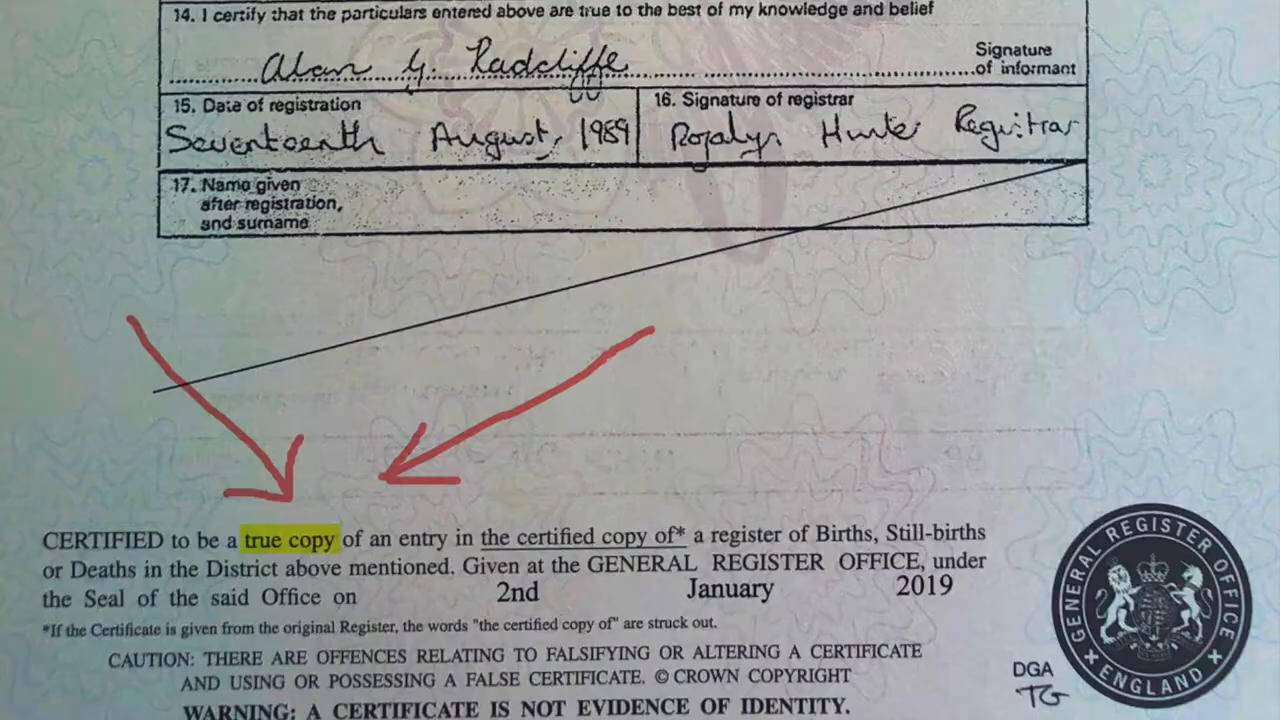 14. I certify that the particulars entered above are true to the best of my knowledge and belief
Alan G. Radcliffe
Signature
of informant
15. Date of registration
Seventeenth August, 1989
16. Signature of registrar
Rosalyn Registrar
17. Name given
after registration,
and surname
CERTIFIED to be a true copy of an entry in the certified copy of* a register of Births, Still-births
or Deaths in the District above mentioned. Given at the GENERAL REGISTER OFFICE, under
the Seal of the said Office on 2nd January 2019
*If the Certificate is given from the original Register, the words "the certified copy of" are struck out.
CAUTION: THERE ARE OFFENCES RELATING TO FALSIFYING OR ALTERING A CERTIFICATE
AND USING OR POSSESSING A FALSE CERTIFICATE. © CROWN COPYRIGHT
WARNING: A CERTIFICATE IS NOT EVIDENCE OF IDENTITY.
DGA
TG
GENERAL REGISTER OFFICE
ENGLAND